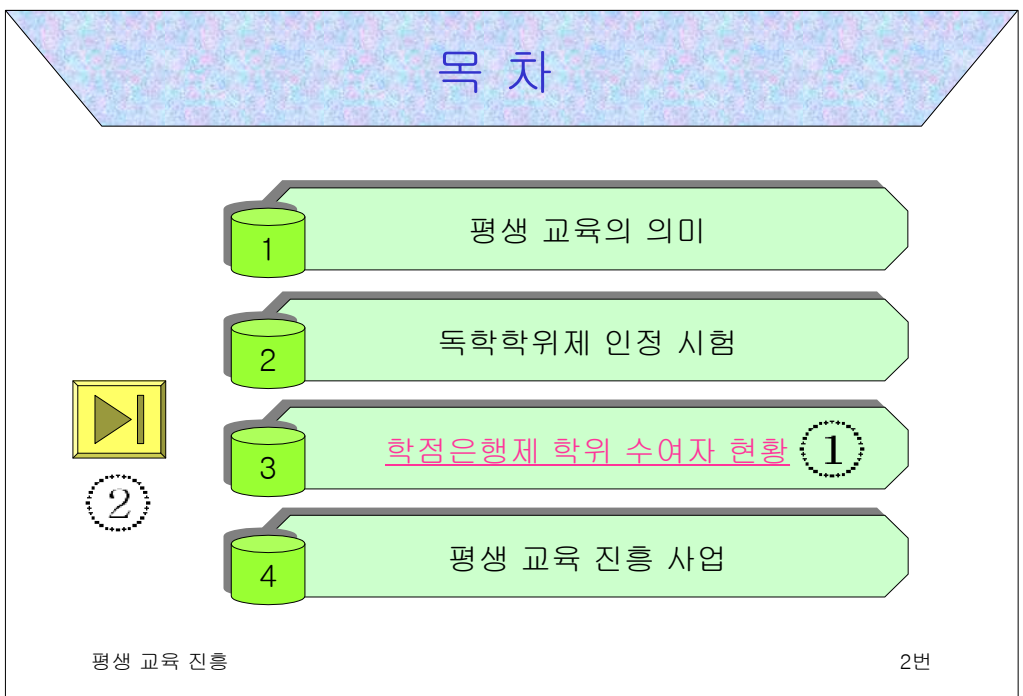 목 차
1 평생 교육의 의미
2 독학학위제 인정 시험
3 학점은행제 학위 수여자 현황 ①
②
4 평생 교육 진흥 사업
평생 교육 진흥 2번